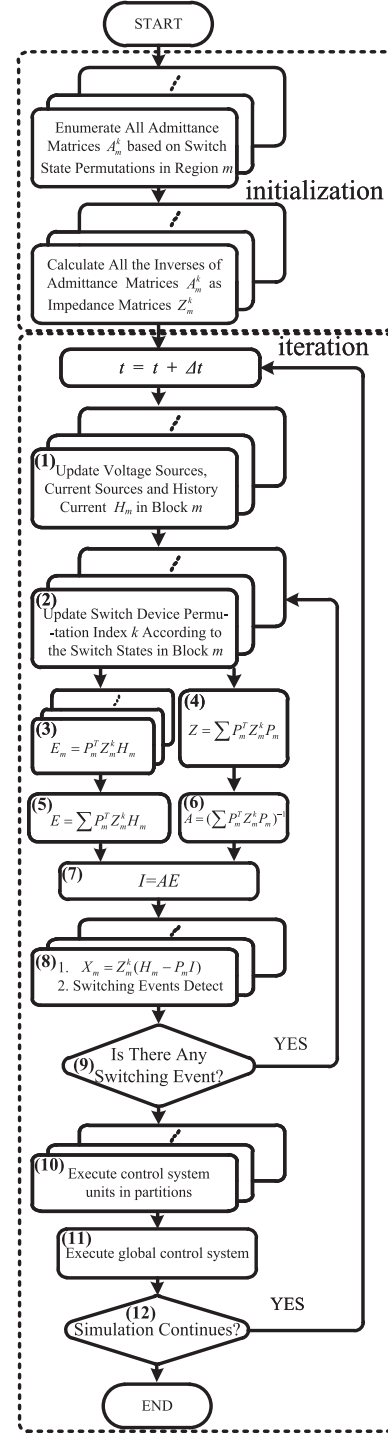 START
Enumerate All Admittance
Matrices A_m^k based on Switch
State Permutations in Region m
initialization
Calculate All the Inverses of
Admittance Matrices A_m^k as
Impedance Matrices Z_m^k
iteration
t = t + Δt
(1) Update Voltage Sources,
Current Sources and History
Current H_m in Block m
(2)
Update Switch Device Permu-
-tation Index k According to
the Switch States in Block m
(3)
E_m = P_m^T Z_m^k H_m
(4)
Z = ∑ P_m^T Z_m^k P_m
(5)
E = ∑ P_m^T Z_m^k H_m
(6)
A = (∑ P_m^T Z_m^k P_m)^{-1}
(7)
I=AE
(8)
1. X_m = Z_m^k (H_m − P_m I)
2. Switching Events Detect
YES
(9) Is There Any
Switching Event?
(10)
Execute control system
units in partitions
(11)
Execute global control system
(12)
Simulation Continues?
YES
END